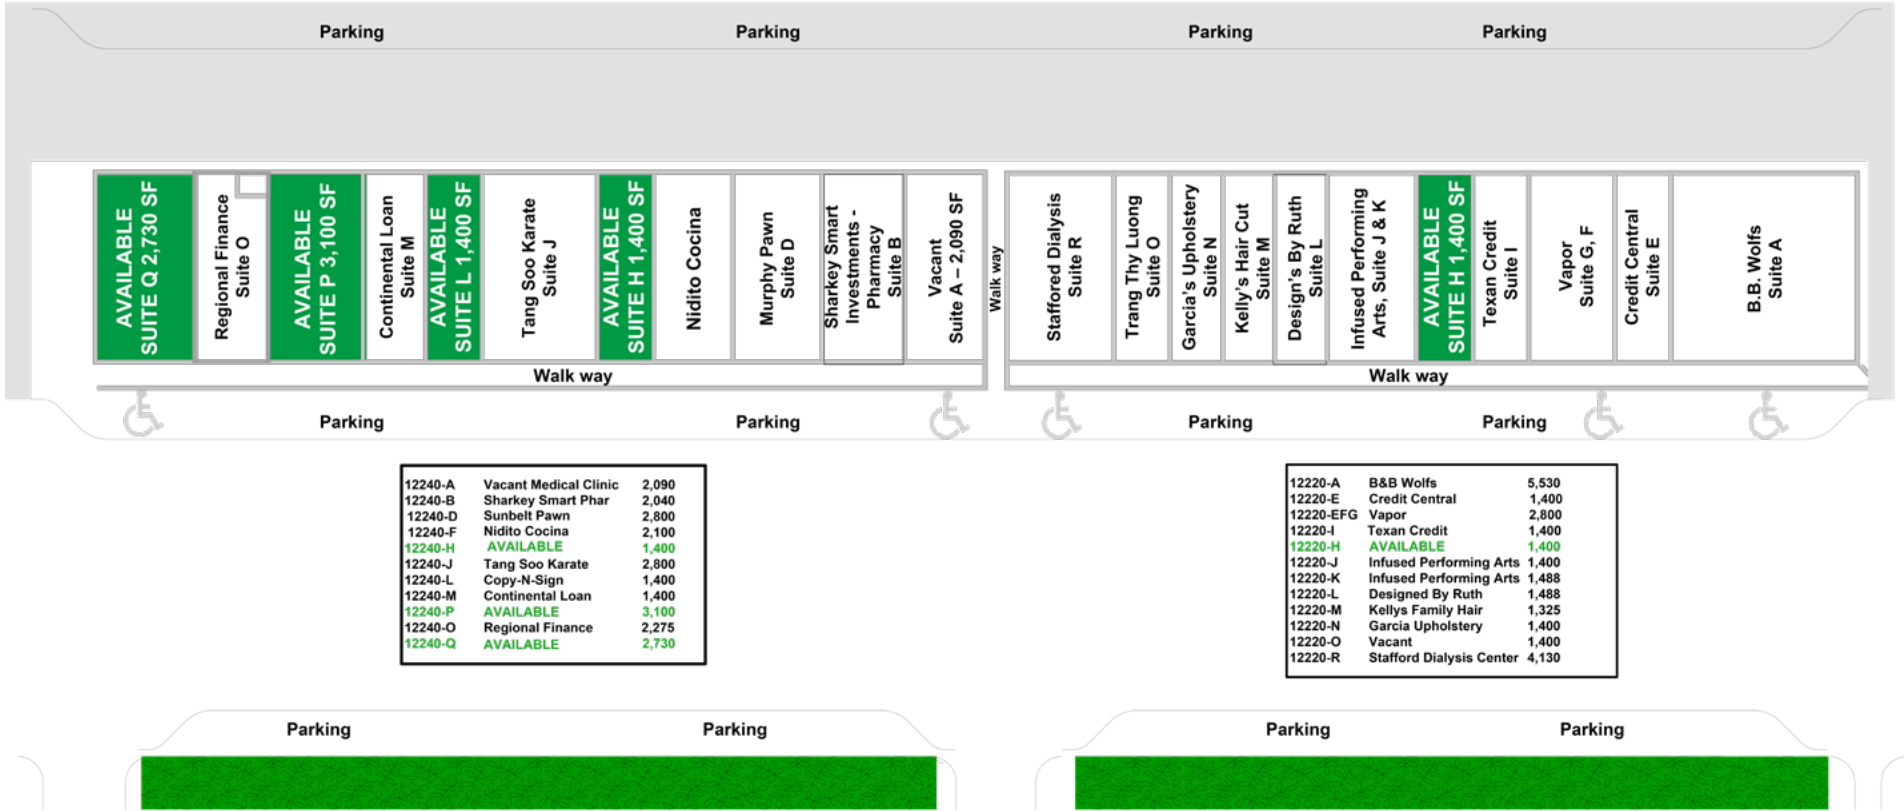 Parking Parking Parking Parking
AVAILABLE
SUITE Q 2,730 SF
Regional Finance
Suite O
AVAILABLE
SUITE P 3,100 SF
Continental Loan
Suite M
AVAILABLE
SUITE L 1,400 SF
Tang Soo Karate
Suite J
AVAILABLE
SUITE H 1,400 SF
Nidito Cocina
Murphy Pawn
Suite D
Sharkey Smart
Investments -
Pharmacy
Suite B
Vacant
Suite A – 2,090 SF
Walk way
Staffored Dialysis
Suite R
Trang Thy Luong
Suite O
Garcia's Upholstery
Suite N
Kelly's Hair Cut
Suite M
Design's By Ruth
Suite L
Infused Performing
Arts, Suite J & K
AVAILABLE
SUITE H 1,400 SF
Texan Credit
Suite I
Vapor
Suite G, F
Credit Central
Suite E
B.B. Wolfs
Suite A
Walk way Walk way
Parking Parking Parking Parking
12240-A Vacant Medical Clinic 2,090
12240-B Sharkey Smart Phar 2,040
12240-D Sunbelt Pawn 2,800
12240-F Nidito Cocina 2,100
12240-H AVAILABLE 1,400
12240-J Tang Soo Karate 2,800
12240-L Copy-N-Sign 1,400
12240-M Continental Loan 1,400
12240-P AVAILABLE 3,100
12240-O Regional Finance 2,275
12240-Q AVAILABLE 2,730
12220-A B&B Wolfs 5,530
12220-E Credit Central 1,400
12220-EFG Vapor 2,800
12220-I Texan Credit 1,400
12220-H AVAILABLE 1,400
12220-J Infused Performing Arts 1,400
12220-K Infused Performing Arts 1,488
12220-L Designed By Ruth 1,488
12220-M Kellys Family Hair 1,325
12220-N Garcia Upholstery 1,400
12220-O Vacant 1,400
12220-R Stafford Dialysis Center 4,130
Parking Parking Parking Parking